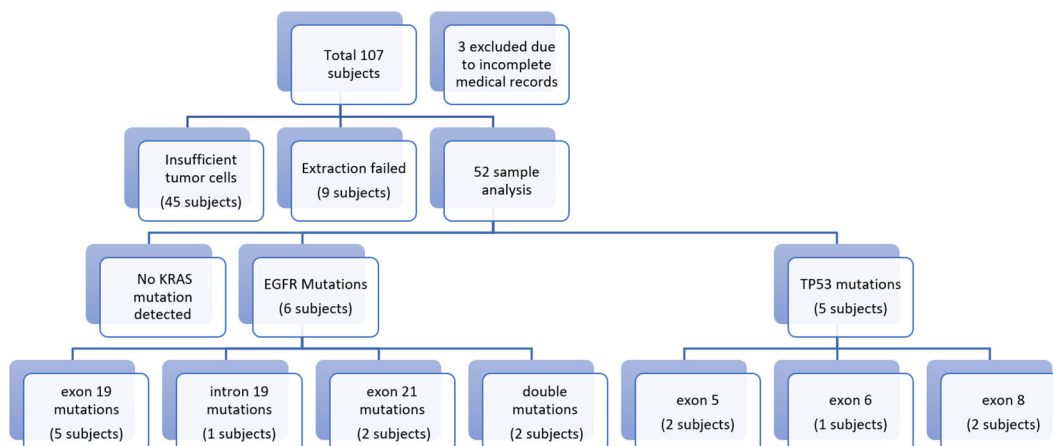 Total 107
subjects
3 excluded due
to incomplete
medical records
Insufficient
tumor cells
(45 subjects)
Extraction failed
(9 subjects)
52 sample
analysis
No KRAS
mutation
detected
EGFR Mutations
(6 subjects)
TP53 mutations
(5 subjects)
exon 19
mutations
(5 subjects)
intron 19
mutations
(1 subjects)
exon 21
mutations
(2 subjects)
double
mutations
(2 subjects)
exon 5
(2 subjects)
exon 6
(1 subjects)
exon 8
(2 subjects)